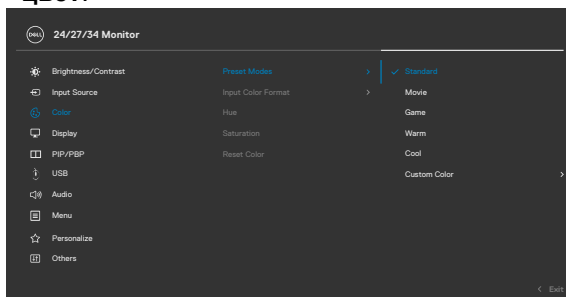 DELL
24/27/34 Monitor
Brightness/Contrast
Preset Modes
Standard
Input Source
Input Color Format
Movie
Color
Hue
Game
Display
Saturation
Warm
PIP/PBP
Reset Color
Cool
USB
Custom Color
Audio
Menu
Personalize
Others
Exit